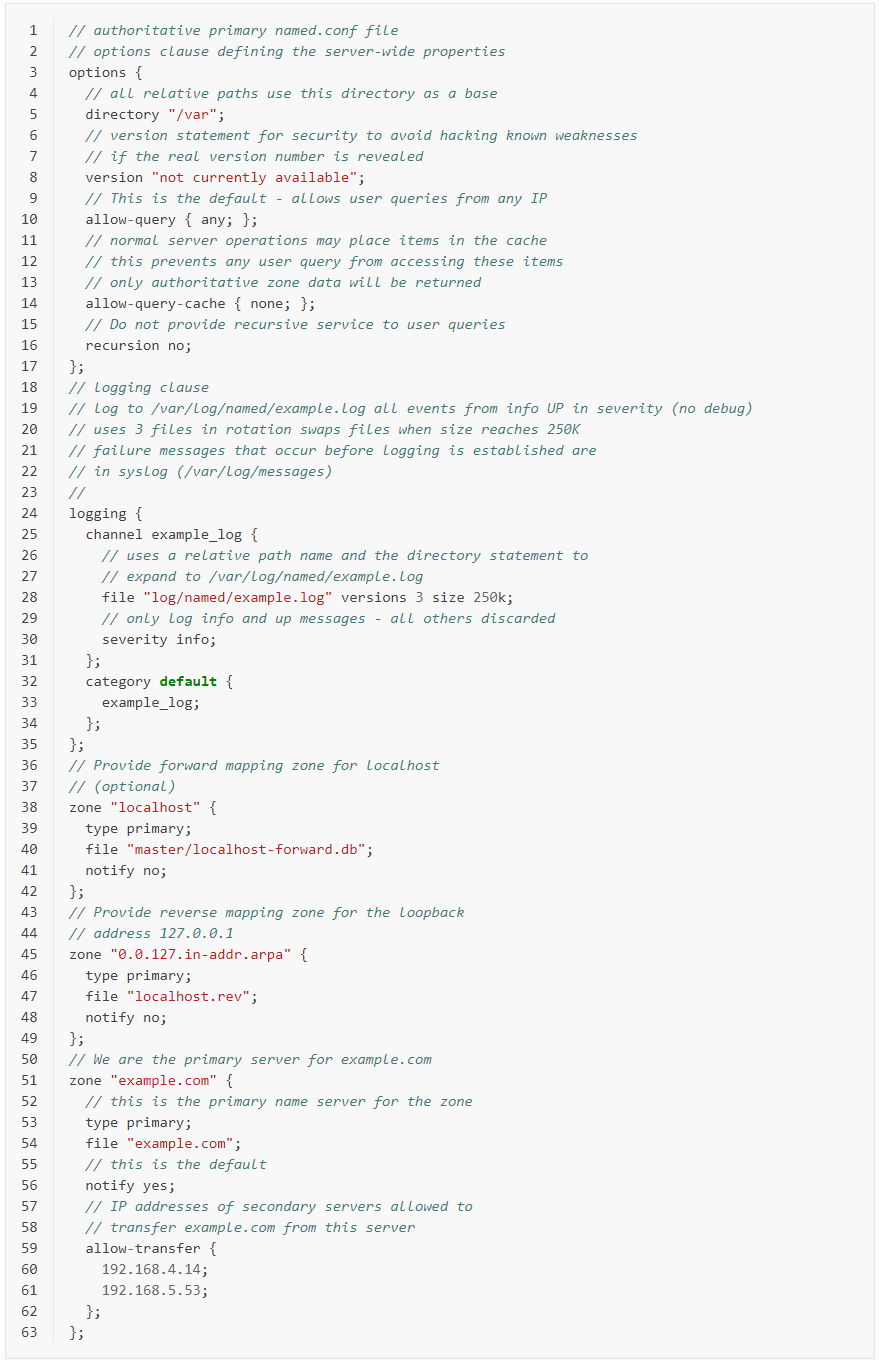 1 // authoritative primary named.conf file
2 // options clause defining the server-wide properties
3 options {
4 // all relative paths use this directory as a base
5 directory "/var";
6 // version statement for security to avoid hacking known weaknesses
7 // if the real version number is revealed
8 version "not currently available";
9 // This is the default - allows user queries from any IP
10 allow-query { any; };
11 // normal server operations may place items in the cache
12 // this prevents any user query from accessing these items
13 // only authoritative zone data will be returned
14 allow-query-cache { none; };
15 // Do not provide recursive service to user queries
16 recursion no;
17 };
18 // logging clause
19 // log to /var/log/named/example.log all events from info UP in severity (no debug)
20 // uses 3 files in rotation swaps files when size reaches 250K
21 // failure messages that occur before logging is established are
22 // in syslog (/var/log/messages)
23 //
24 logging {
25 channel example_log {
26 // uses a relative path name and the directory statement to
27 // expand to /var/log/named/example.log
28 file "log/named/example.log" versions 3 size 250k;
29 // only log info and up messages - all others discarded
30 severity info;
31 };
32 category default {
33 example_log;
34 };
35 };
36 // Provide forward mapping zone for localhost
37 // (optional)
38 zone "localhost" {
39 type primary;
40 file "master/localhost-forward.db";
41 notify no;
42 };
43 // Provide reverse mapping zone for the loopback
44 // address 127.0.0.1
45 zone "0.0.127.in-addr.arpa" {
46 type primary;
47 file "localhost.rev";
48 notify no;
49 };
50 // We are the primary server for example.com
51 zone "example.com" {
52 // this is the primary name server for the zone
53 type primary;
54 file "example.com";
55 // this is the default
56 notify yes;
57 // IP addresses of secondary servers allowed to
58 // transfer example.com from this server
59 allow-transfer {
60 192.168.4.14;
61 192.168.5.53;
62 };
63 };